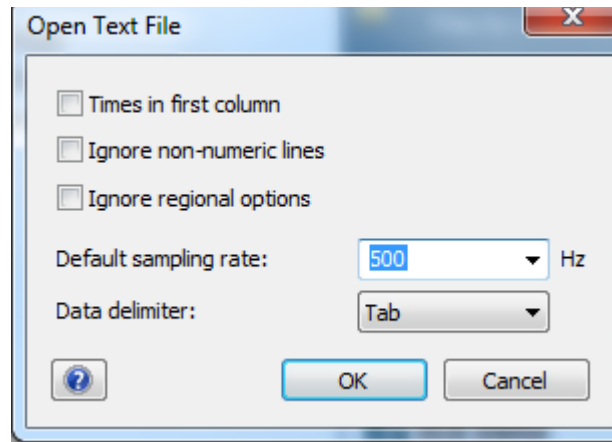 Open Text File
Times in first column
Ignore non-numeric lines
Ignore regional options
Default sampling rate: 500 Hz
Data delimiter: Tab
OK Cancel